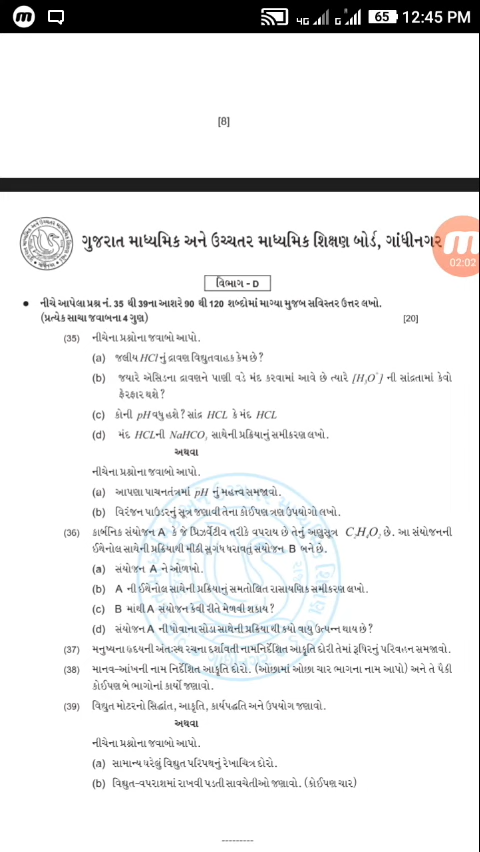 4G G 65 12:45 PM
[8]
ગુજરાત માધ્યમિક અને ઉચ્ચતર માધ્યમિક શિક્ષણ બોર્ડ, ગાંધીનગર
02:02
વિભાગ - D
● નીચે આપેલા પ્રશ્ન નં. 35 થી 39ના આશરે 90 થી 120 શબ્દોમાં માગ્યા મુજબ સવિસ્તર ઉત્તર લખો.
(પ્રત્યેક સાચા જવાબના 4 ગુણ) [20]
(35) નીચેના પ્રશ્નોના જવાબો આપો.
(a) જલીય HCl નું દ્રાવણ વિદ્યુતવાહક કેમ છે?
(b) જ્યારે એસિડના દ્રાવણને પાણી વડે મંદ કરવામાં આવે છે ત્યારે [H₃O⁺] ની સાંદ્રતામાં કેવો
ફેરફાર થશે?
(c) કોની pH વધુ હશે? સાંદ્ર HCL કે મંદ HCL
(d) મંદ HCLની NaHCO₃ સાથેની પ્રક્રિયાનું સમીકરણ લખો.
અથવા
નીચેના પ્રશ્નોના જવાબો આપો.
(a) આપણા પાચનતંત્રમાં pH નું મહત્ત્વ સમજાવો.
(b) વિરંજન પાઉડરનું સૂત્ર જણાવી તેના કોઈપણ ત્રણ ઉપયોગો લખો.
(36) કાર્બનિક સંયોજન A કે જે પ્રિઝર્વેટીવ તરીકે વપરાય છે તેનું અણુસૂત્ર C₂H₄O₂ છે. આ સંયોજનની
ઈથેનોલ સાથેની પ્રક્રિયાથી મીઠી સુગંધ ધરાવતું સંયોજન B બને છે.
(a) સંયોજન A ને ઓળખો.
(b) A ની ઈથેનોલ સાથેની પ્રક્રિયાનું સમતોલિત રાસાયણિક સમીકરણ લખો.
(c) B માંથી A સંયોજન કેવી રીતે મેળવી શકાય?
(d) સંયોજન A ની ધોવાના સોડા સાથેની પ્રક્રિયા થી કયો વાયુ ઉત્પન્ન થાય છે?
(37) મનુષ્યના હૃદયની અંતઃસ્થ રચના દર્શાવતી નામનિર્દેશિત આકૃતિ દોરી તેમાં રૂધિરનું પરિવહન સમજાવો.
(38) માનવ-આંખની નામ નિર્દેશિત આકૃતિ દોરો. (ઓછામાં ઓછા ચાર ભાગના નામ આપો) અને તે પૈકી
કોઈપણ બે ભાગોનાં કાર્યો જણાવો.
(39) વિદ્યુત મોટરનો સિદ્ધાંત, આકૃતિ, કાર્યપદ્ધતિ અને ઉપયોગ જણાવો.
અથવા
નીચેના પ્રશ્નોના જવાબો આપો.
(a) સામાન્ય ઘરેલું વિદ્યુત પરિપથનું રેખાચિત્ર દોરો.
(b) વિદ્યુત-વપરાશમાં રાખવી પડતી સાવચેતીઓ જણાવો. (કોઈપણ ચાર)
---------